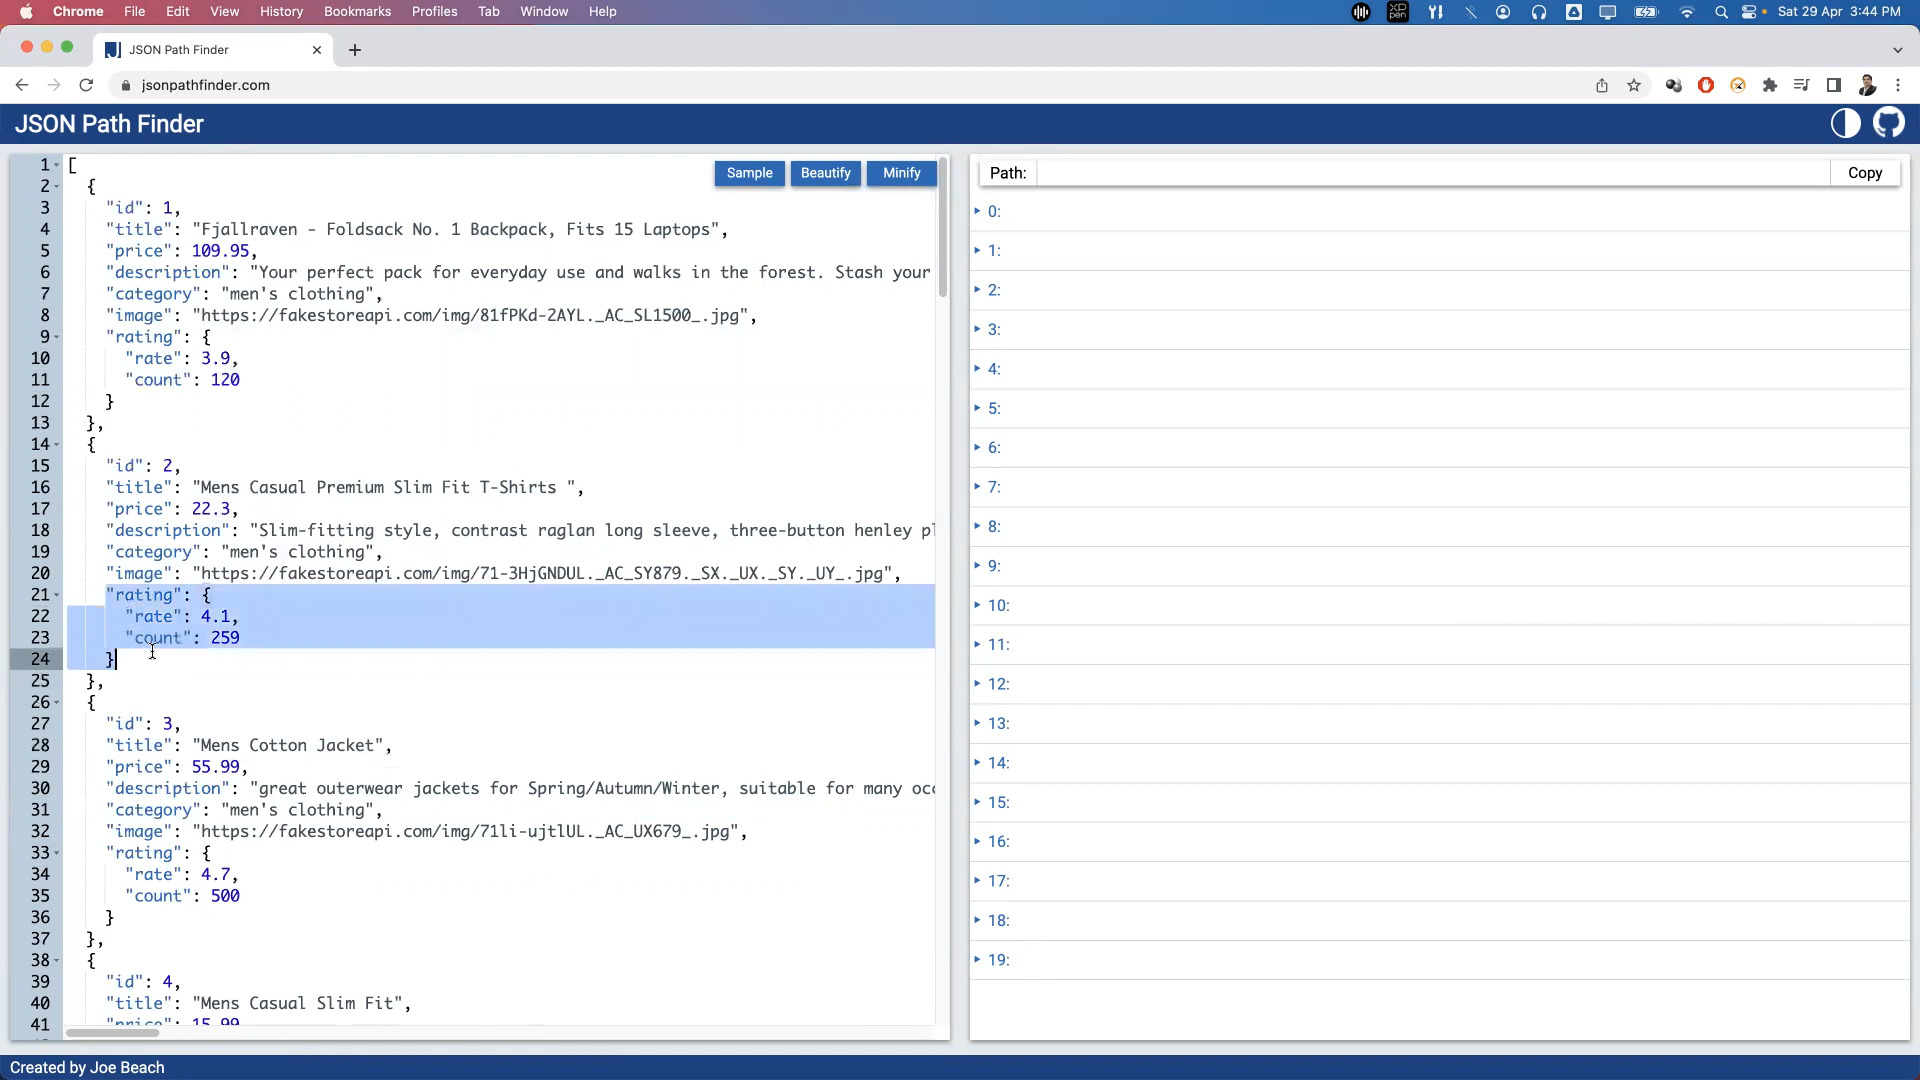 Chrome File Edit View History Bookmarks Profiles Tab Window Help
XP pen
Sat 29 Apr 3:44 PM
JSON Path Finder
jsonpathfinder.com
JSON Path Finder
Sample Beautify Minify
Path: Copy
1 [
2 {
3 "id": 1,
4 "title": "Fjallraven - Foldsack No. 1 Backpack, Fits 15 Laptops",
5 "price": 109.95,
6 "description": "Your perfect pack for everyday use and walks in the forest. Stash your
7 "category": "men's clothing",
8 "image": "https://fakestoreapi.com/img/81fPKd-2AYL._AC_SL1500_.jpg",
9 "rating": {
10 "rate": 3.9,
11 "count": 120
12 }
13 },
14 {
15 "id": 2,
16 "title": "Mens Casual Premium Slim Fit T-Shirts ",
17 "price": 22.3,
18 "description": "Slim-fitting style, contrast raglan long sleeve, three-button henley pl
19 "category": "men's clothing",
20 "image": "https://fakestoreapi.com/img/71-3HjGNDUL._AC_SY879._SX._UX._SY._UY_.jpg",
21 "rating": {
22 "rate": 4.1,
23 "count": 259
24 }
25 },
26 {
27 "id": 3,
28 "title": "Mens Cotton Jacket",
29 "price": 55.99,
30 "description": "great outerwear jackets for Spring/Autumn/Winter, suitable for many occ
31 "category": "men's clothing",
32 "image": "https://fakestoreapi.com/img/71li-ujtlUL._AC_UX679_.jpg",
33 "rating": {
34 "rate": 4.7,
35 "count": 500
36 }
37 },
38 {
39 "id": 4,
40 "title": "Mens Casual Slim Fit",
41 "price": 15.99
0:
1:
2:
3:
4:
5:
6:
7:
8:
9:
10:
11:
12:
13:
14:
15:
16:
17:
18:
19:
Created by Joe Beach